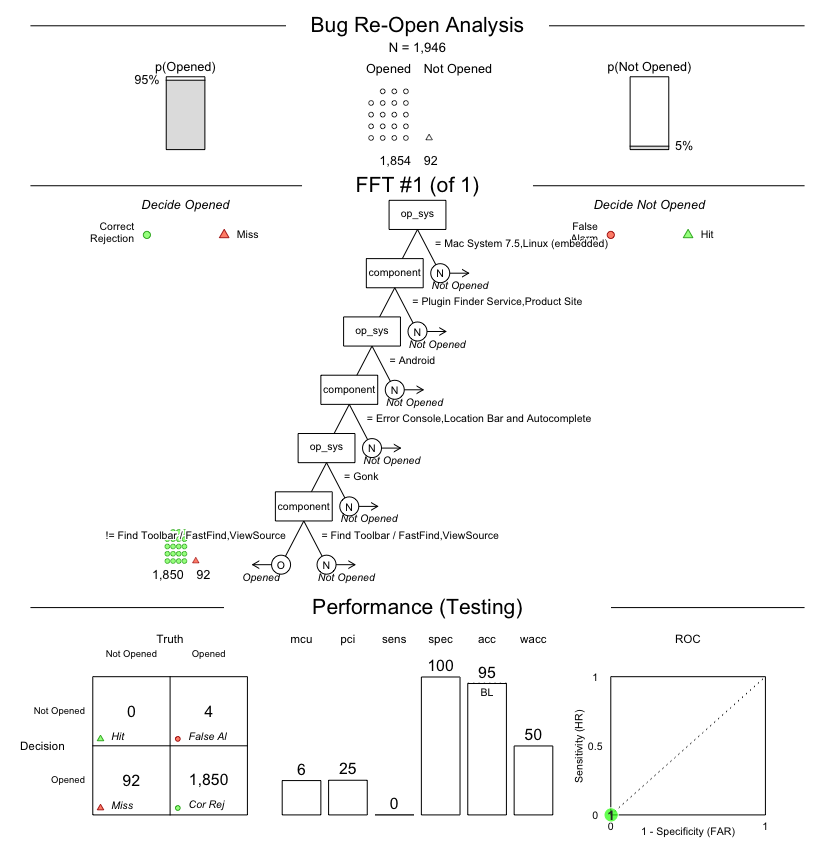 Bug Re-Open Analysis
N = 1,946
p(Opened)
95%
Opened Not Opened
1,854 92
p(Not Opened)
5%
FFT #1 (of 1)
Decide Opened
Correct
Rejection
Miss
Decide Not Opened
False
Alarm
Hit
op_sys
= Mac System 7.5,Linux (embedded)
component
N
Not Opened
= Plugin Finder Service,Product Site
op_sys
N
Not Opened
= Android
component
N
Not Opened
= Error Console,Location Bar and Autocomplete
op_sys
N
Not Opened
= Gonk
component
N
Not Opened
!= Find Toolbar / FastFind,ViewSource
= Find Toolbar / FastFind,ViewSource
O
N
Opened
Not Opened
1,850 92
Performance (Testing)
Truth
Not Opened Opened
Decision
Not Opened
0
Hit
4
False Al
Opened
92
Miss
1,850
Cor Rej
mcu pci sens spec acc wacc
6 25 0 100 95 50
BL
ROC
Sensitivity (HR)
1
0.5
0
1
0 1
1 - Specificity (FAR)